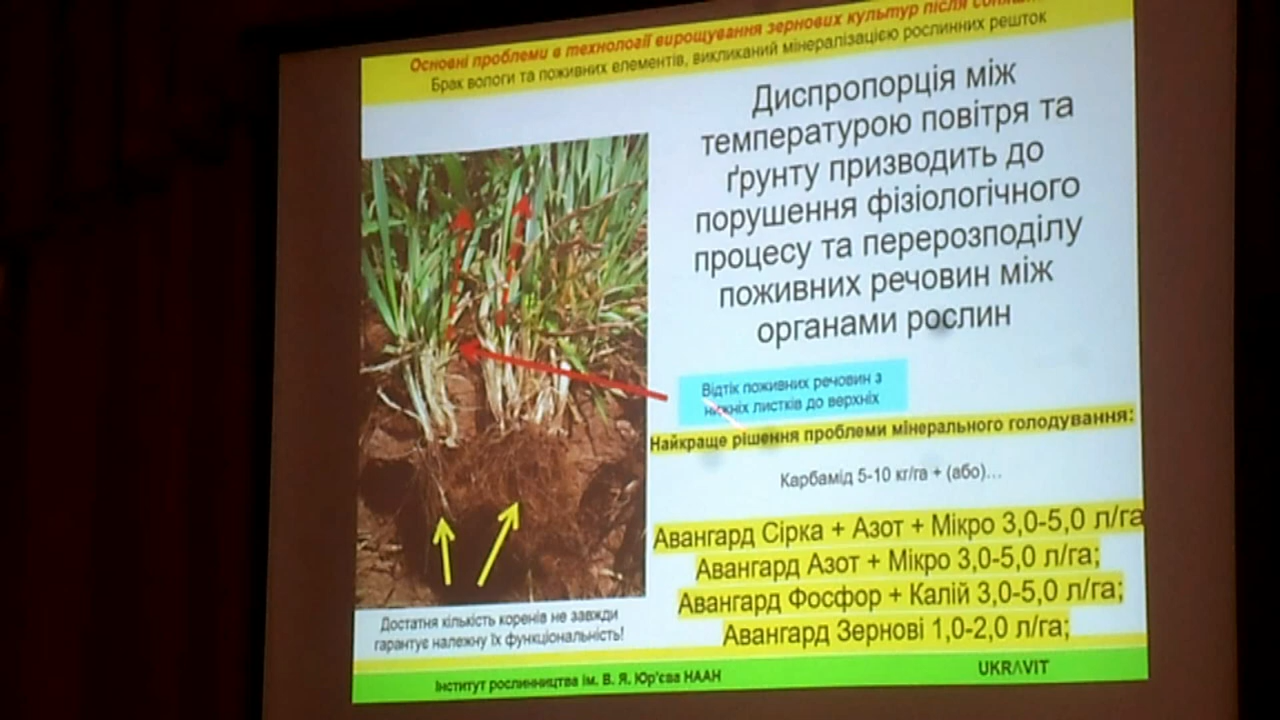 Основні проблеми в технології вирощування зернових культур після
Брак вологи та поживних елементів, викликаний мінералізацією рослинних решток
Диспропорція між
температурою повітря та
ґрунту призводить до
порушення фізіологічного
процесу та перерозподілу
поживних речовин між
органами рослин
Відтік поживних речовин з
нижніх листків до верхніх
Найкраще рішення проблеми мінерального голодування:
Карбамід 5-10 кг/га + (або)...
Авангард Сірка + Азот + Мікро 3,0-5,0 л/га
Авангард Азот + Мікро 3,0-5,0 л/га;
Авангард Фосфор + Калій 3,0-5,0 л/га;
Авангард Зернові 1,0-2,0 л/га;
Достатня кількість коренів не завжди
гарантує належну їх функціональність!
Інститут рослинництва ім. В. Я. Юр'єва НААН
UKRAVIT